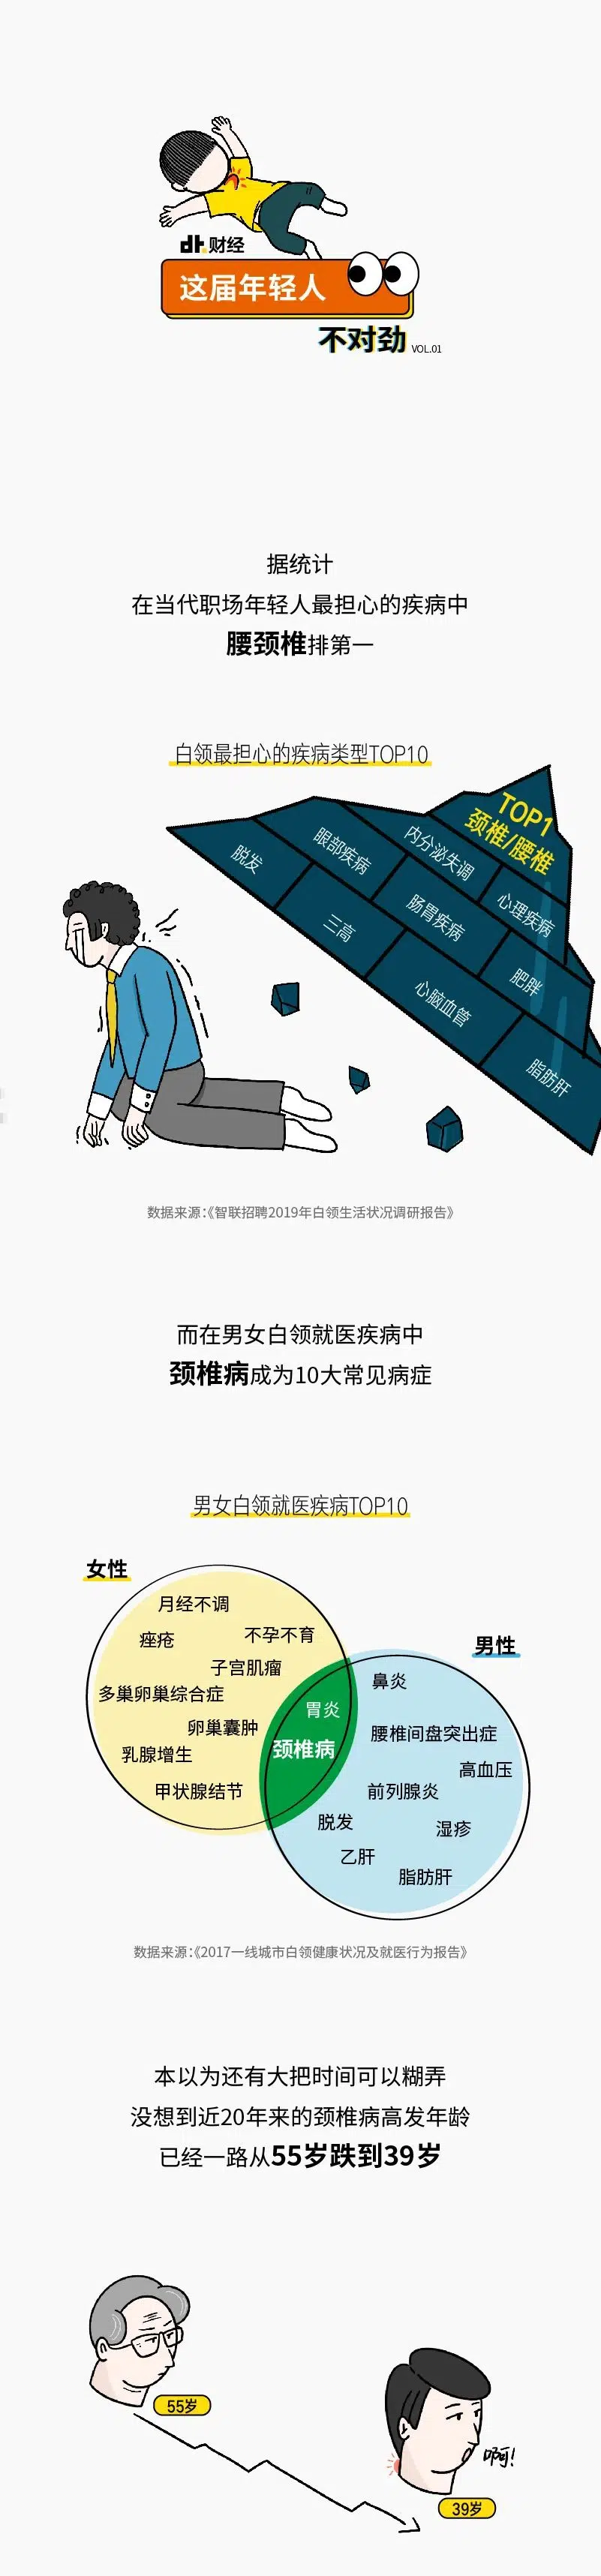 dt.财经
这届年轻人
不对劲 VOL.01
据统计
在当代职场年轻人最担心的疾病中
腰颈椎排第一
白领最担心的疾病类型TOP10
TOP1
颈椎/腰椎
脱发
眼部疾病
内分泌失调
心理疾病
三高
肠胃疾病
肥胖
心脑血管
脂肪肝
数据来源：《智联招聘2019年白领生活状况调研报告》
而在男女白领就医疾病中
颈椎病成为10大常见病症
男女白领就医疾病TOP10
女性
月经不调
痤疮
不孕不育
子宫肌瘤
多巢卵巢综合症
卵巢囊肿
乳腺增生
甲状腺结节
胃炎
颈椎病
男性
鼻炎
腰椎间盘突出症
高血压
前列腺炎
脱发
湿疹
乙肝
脂肪肝
数据来源：《2017一线城市白领健康状况及就医行为报告》
本以为还有大把时间可以糊弄
没想到近20年来的颈椎病高发年龄
已经一路从55岁跌到39岁
55岁
啊!
39岁